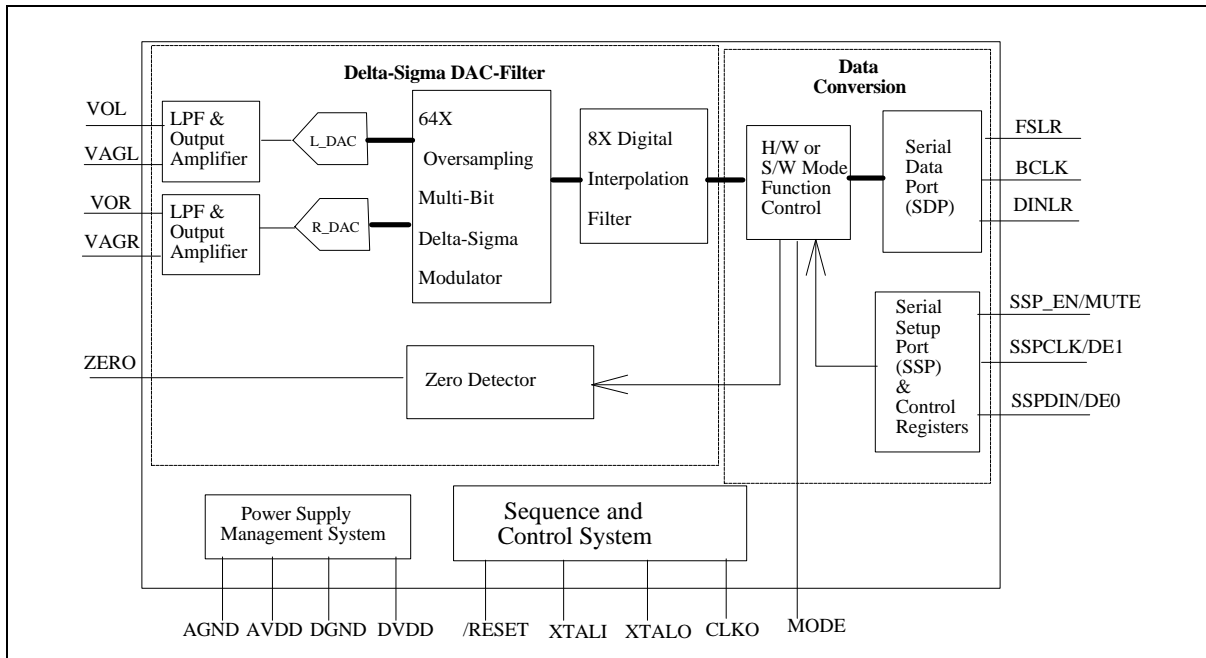 Delta-Sigma DAC-Filter
Data
Conversion
VOL
VAGL
VOR
VAGR
ZERO
LPF &
Output
Amplifier
LPF &
Output
Amplifier
L_DAC
R_DAC
64X
Oversampling
Multi-Bit
Delta-Sigma
Modulator
8X Digital
Interpolation
Filter
H/W or
S/W Mode
Function
Control
Serial
Data
Port
(SDP)
FSLR
BCLK
DINLR
Zero Detector
Serial
Setup
Port
(SSP)
&
Control
Registers
SSP_EN/MUTE
SSPCLK/DE1
SSPDIN/DE0
Power Supply
Management System
Sequence and
Control System
AGND
AVDD
DGND
DVDD
/RESET
XTALI
XTALO
CLKO
MODE